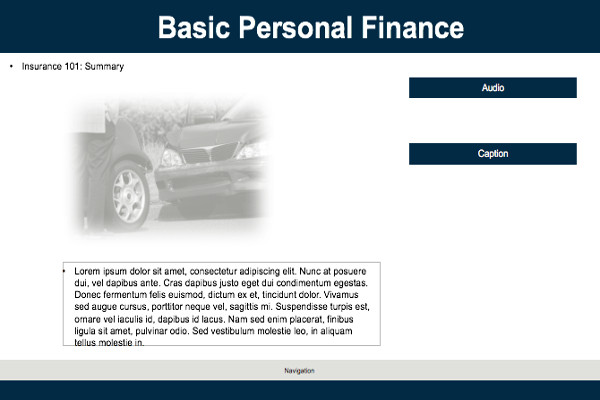 Basic Personal Finance
• Insurance 101: Summary
Audio
Caption
• Lorem ipsum dolor sit amet, consectetur adipiscing elit. Nunc at posuere
dui, vel dapibus ante. Cras dapibus justo eget dui condimentum egestas.
Donec fermentum felis euismod, dictum ex et, tincidunt dolor. Vivamus
sed augue cursus, porttitor neque vel, sagittis mi. Suspendisse turpis est,
ornare vel iaculis id, dapibus id lacus. Nam sed enim placerat, finibus
ligula sit amet, pulvinar odio. Sed vestibulum molestie leo, in aliquam
tellus molestie in.
Navigation